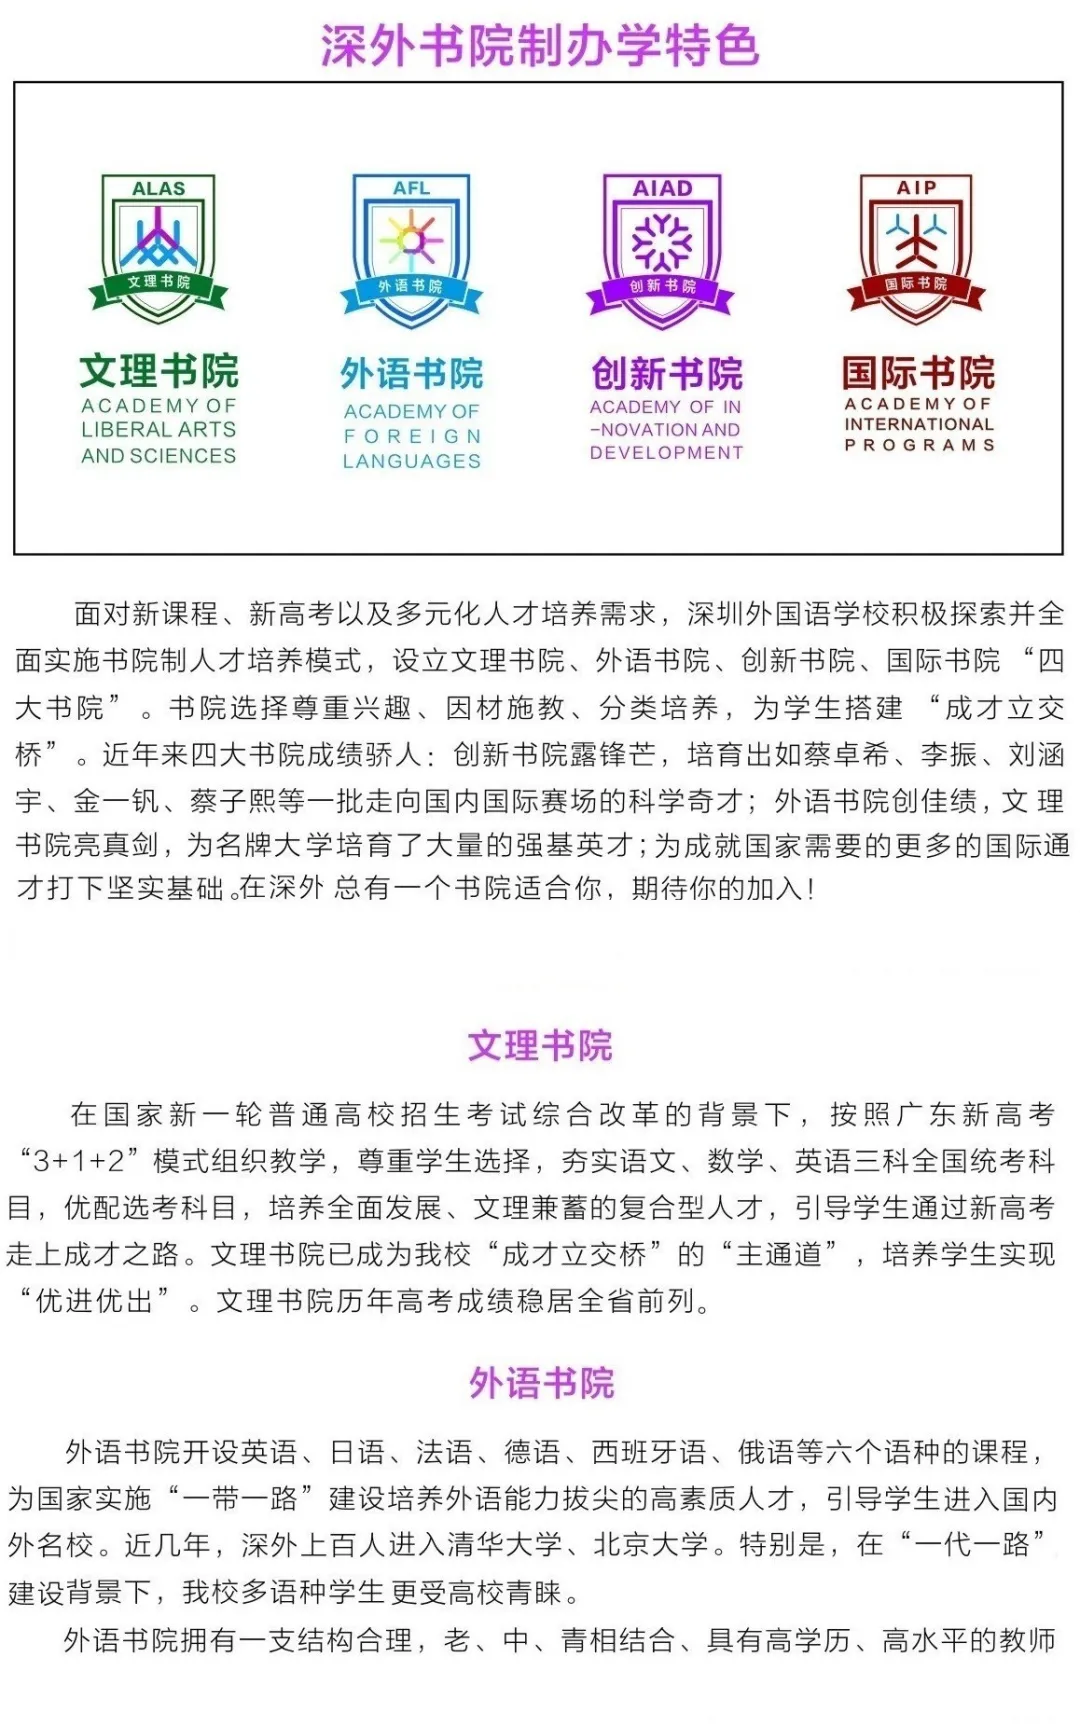 深外书院制办学特色
ALAS
AFL
AIAD
AIP
文理书院
外语书院
创新书院
国际书院
文理书院
ACADEMY OF
LIBERAL ARTS
AND SCIENCES
外语书院
ACADEMY OF
FOREIGN
LANGUAGES
创新书院
ACADEMY OF IN
-NOVATION AND
DEVELOPMENT
国际书院
ACADEMY OF
INTERNATIONAL
PROGRAMS
面对新课程、新高考以及多元化人才培养需求，深圳外国语学校积极探索并全
面实施书院制人才培养模式，设立文理书院、外语书院、创新书院、国际书院“四
大书院”。书院选择尊重兴趣、因材施教、分类培养，为学生搭建“成才立交
桥”。近年来四大书院成绩骄人：创新书院露锋芒，培育出如蔡卓希、李振、刘涵
宇、金一钒、蔡子熙等一批走向国内国际赛场的科学奇才；外语书院创佳绩，文理
书院亮真剑，为名牌大学培育了大量的强基英才；为成就国家需要的更多的国际通
才打下坚实基础。在深外 总有一个书院适合你，期待你的加入！
文理书院
在国家新一轮普通高校招生考试综合改革的背景下，按照广东新高考
“3+1+2”模式组织教学，尊重学生选择，夯实语文、数学、英语三科全国统考科
目，优配选考科目，培养全面发展、文理兼蓄的复合型人才，引导学生通过新高考
走上成才之路。文理书院已成为我校“成才立交桥”的“主通道”，培养学生实现
“优进优出”。文理书院历年高考成绩稳居全省前列。
外语书院
外语书院开设英语、日语、法语、德语、西班牙语、俄语等六个语种的课程，
为国家实施“一带一路”建设培养外语能力拔尖的高素质人才，引导学生进入国内
外名校。近几年，深外上百人进入清华大学、北京大学。特别是，在“一代一路”
建设背景下，我校多语种学生更受高校青睐。
外语书院拥有一支结构合理，老、中、青相结合、具有高学历、高水平的教师